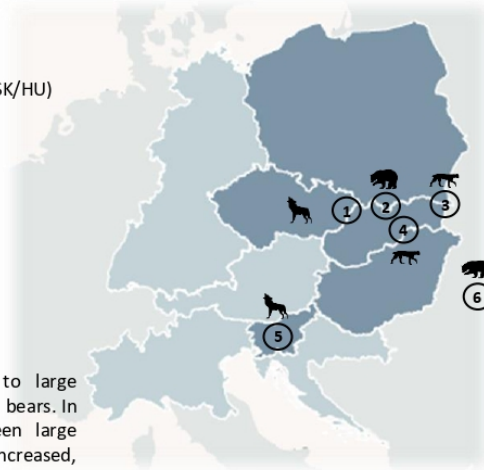 SK/HU)
1
2
3
4
5
6
to large
bears. In
een large
ncreased,